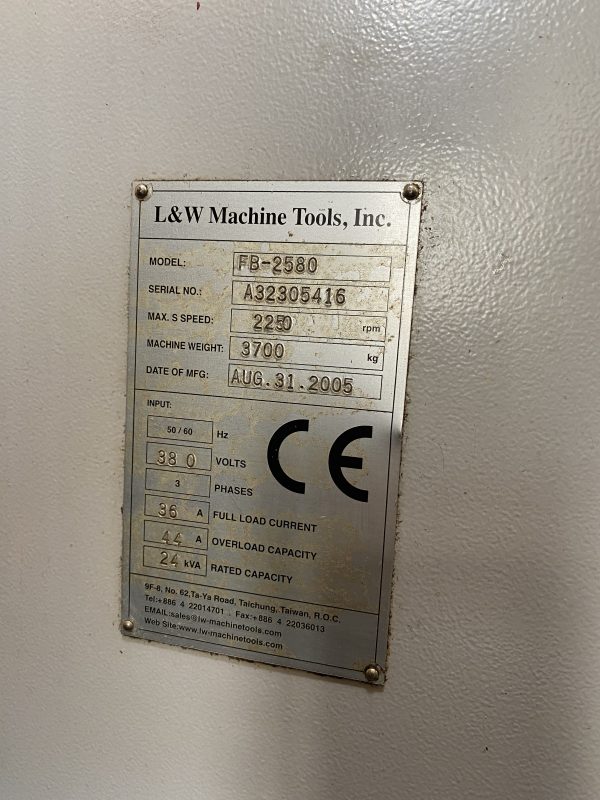 L&W Machine Tools, Inc.
MODEL: FB-2580
SERIAL NO.: A32305416
MAX. S SPEED: 2250 rpm
MACHINE WEIGHT: 3700 kg
DATE OF MFG: AUG.31.2005
INPUT:
50/60 Hz
380 VOLTS
3 PHASES
36 A FULL LOAD CURRENT
44 A OVERLOAD CAPACITY
24 kVA RATED CAPACITY
CE
9F-8, No. 62,Ta-Ya Road, Taichung, Taiwan, R.O.C.
Tel:+886 4 22014701 Fax:+886 4 22036013
EMAIL:sales@lw-machinetools.com
Web Site:www.lw-machinetools.com